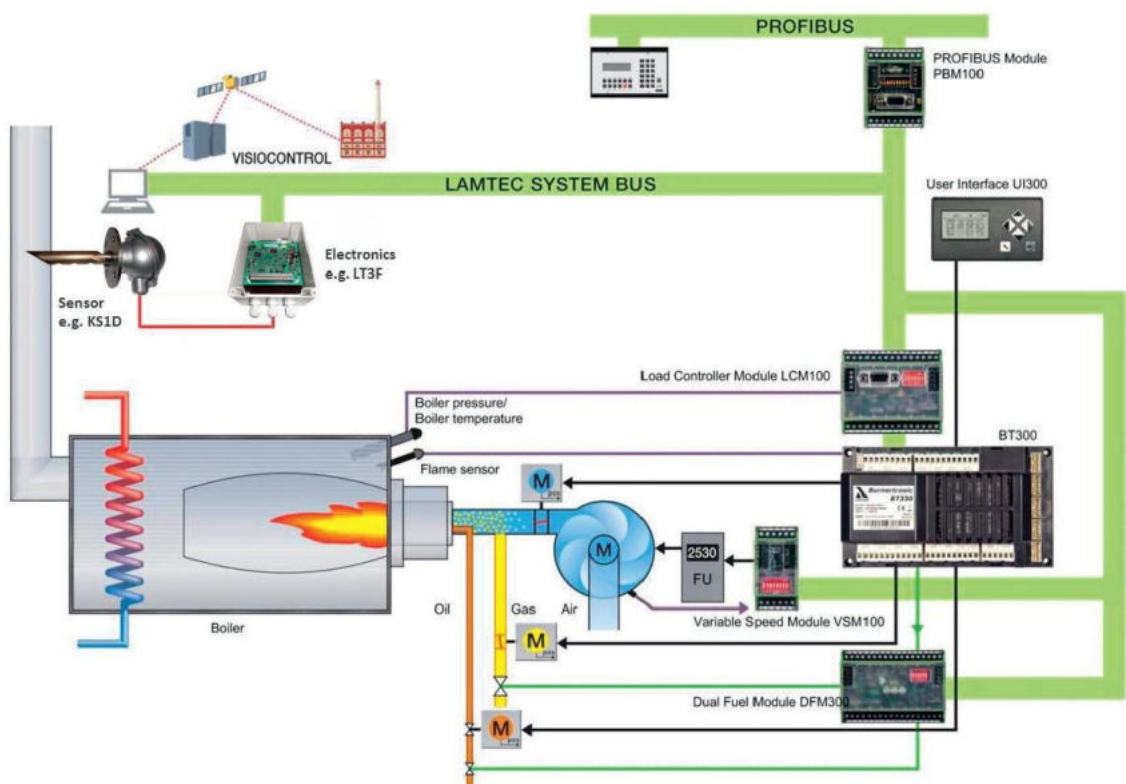 PROFIBUS
PROFIBUS Module
PBM100
VISIOCONTROL
LAMTEC SYSTEM BUS
User Interface UI300
Electronics
e.g. LT3F
Sensor
e.g. KS1D
Load Controller Module LCM100
Boiler pressure/
Boiler temperature
BT300
Flame sensor
M
Burnertronic
BT330
M
2530
FU
Oil
Gas
Air
Variable Speed Module VSM100
Boiler
M
Dual Fuel Module DFM300
M